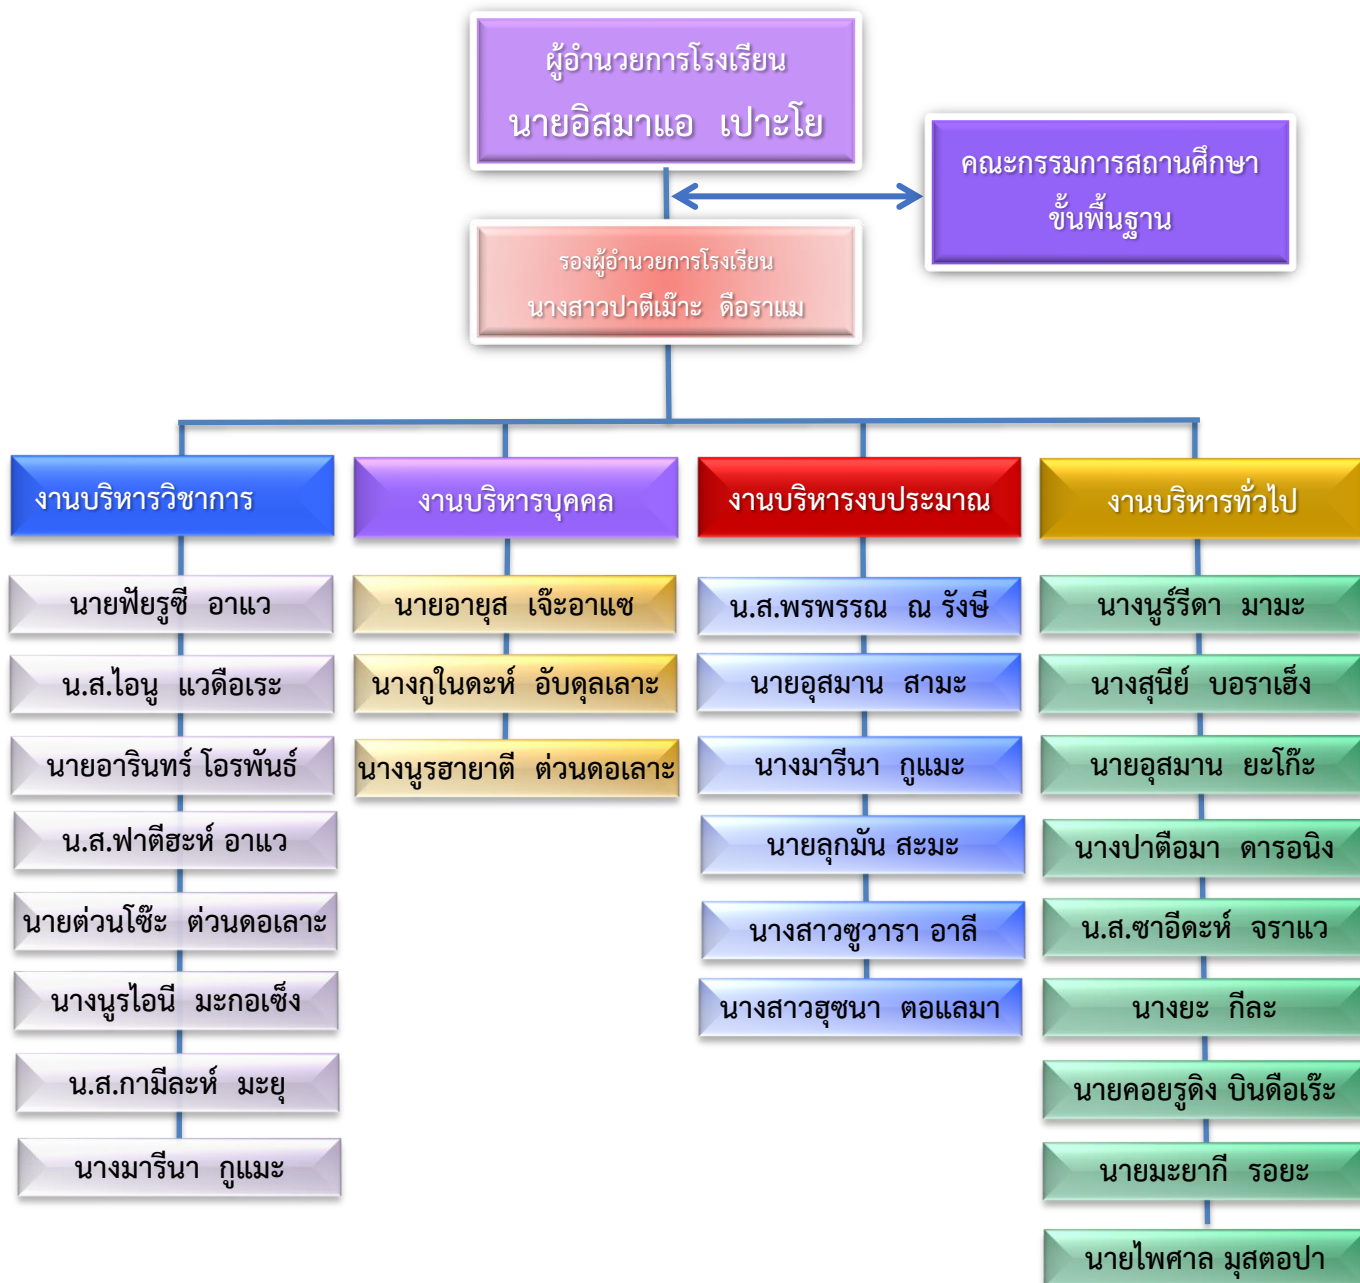 ผู้อำนวยการโรงเรียน
นายอิสมาแอ เปาะโย
คณะกรรมการสถานศึกษา
ขั้นพื้นฐาน
รองผู้อำนวยการโรงเรียน
นางสาวปาตีเม๊าะ ดือราแม
งานบริหารวิชาการ
นายฟัยรูซี อาแว
น.ส.ไอนู แวดือเระ
นายอารินทร์ โอรพันธ์
น.ส.ฟาตีฮะห์ อาแว
นายต่วนโซ๊ะ ต่วนดอเลาะ
นางนูรไอนี มะกอเซ็ง
น.ส.กามีละห์ มะยุ
นางมารีนา กูแมะ
งานบริหารบุคคล
นายอายุส เจ๊ะอาแซ
นางกูในดะห์ อับดุลเลาะ
นางนูรฮายาตี ต่วนดอเลาะ
งานบริหารงบประมาณ
น.ส.พรพรรณ ณ รังษี
นายอุสมาน สามะ
นางมารีนา กูแมะ
นายลุกมัน สะมะ
นางสาวซูวารา อาลี
นางสาวฮุซนา ตอแลมา
งานบริหารทั่วไป
นางนูร์รีดา มามะ
นางสุนีย์ บอราเฮ็ง
นายอุสมาน ยะโก๊ะ
นางปาตือมา ดารอนิง
น.ส.ซาอีดะห์ จราแว
นางยะ กีละ
นายคอยรูดิง บินดือเร๊ะ
นายมะยากี รอยะ
นายไพศาล มุสตอปา